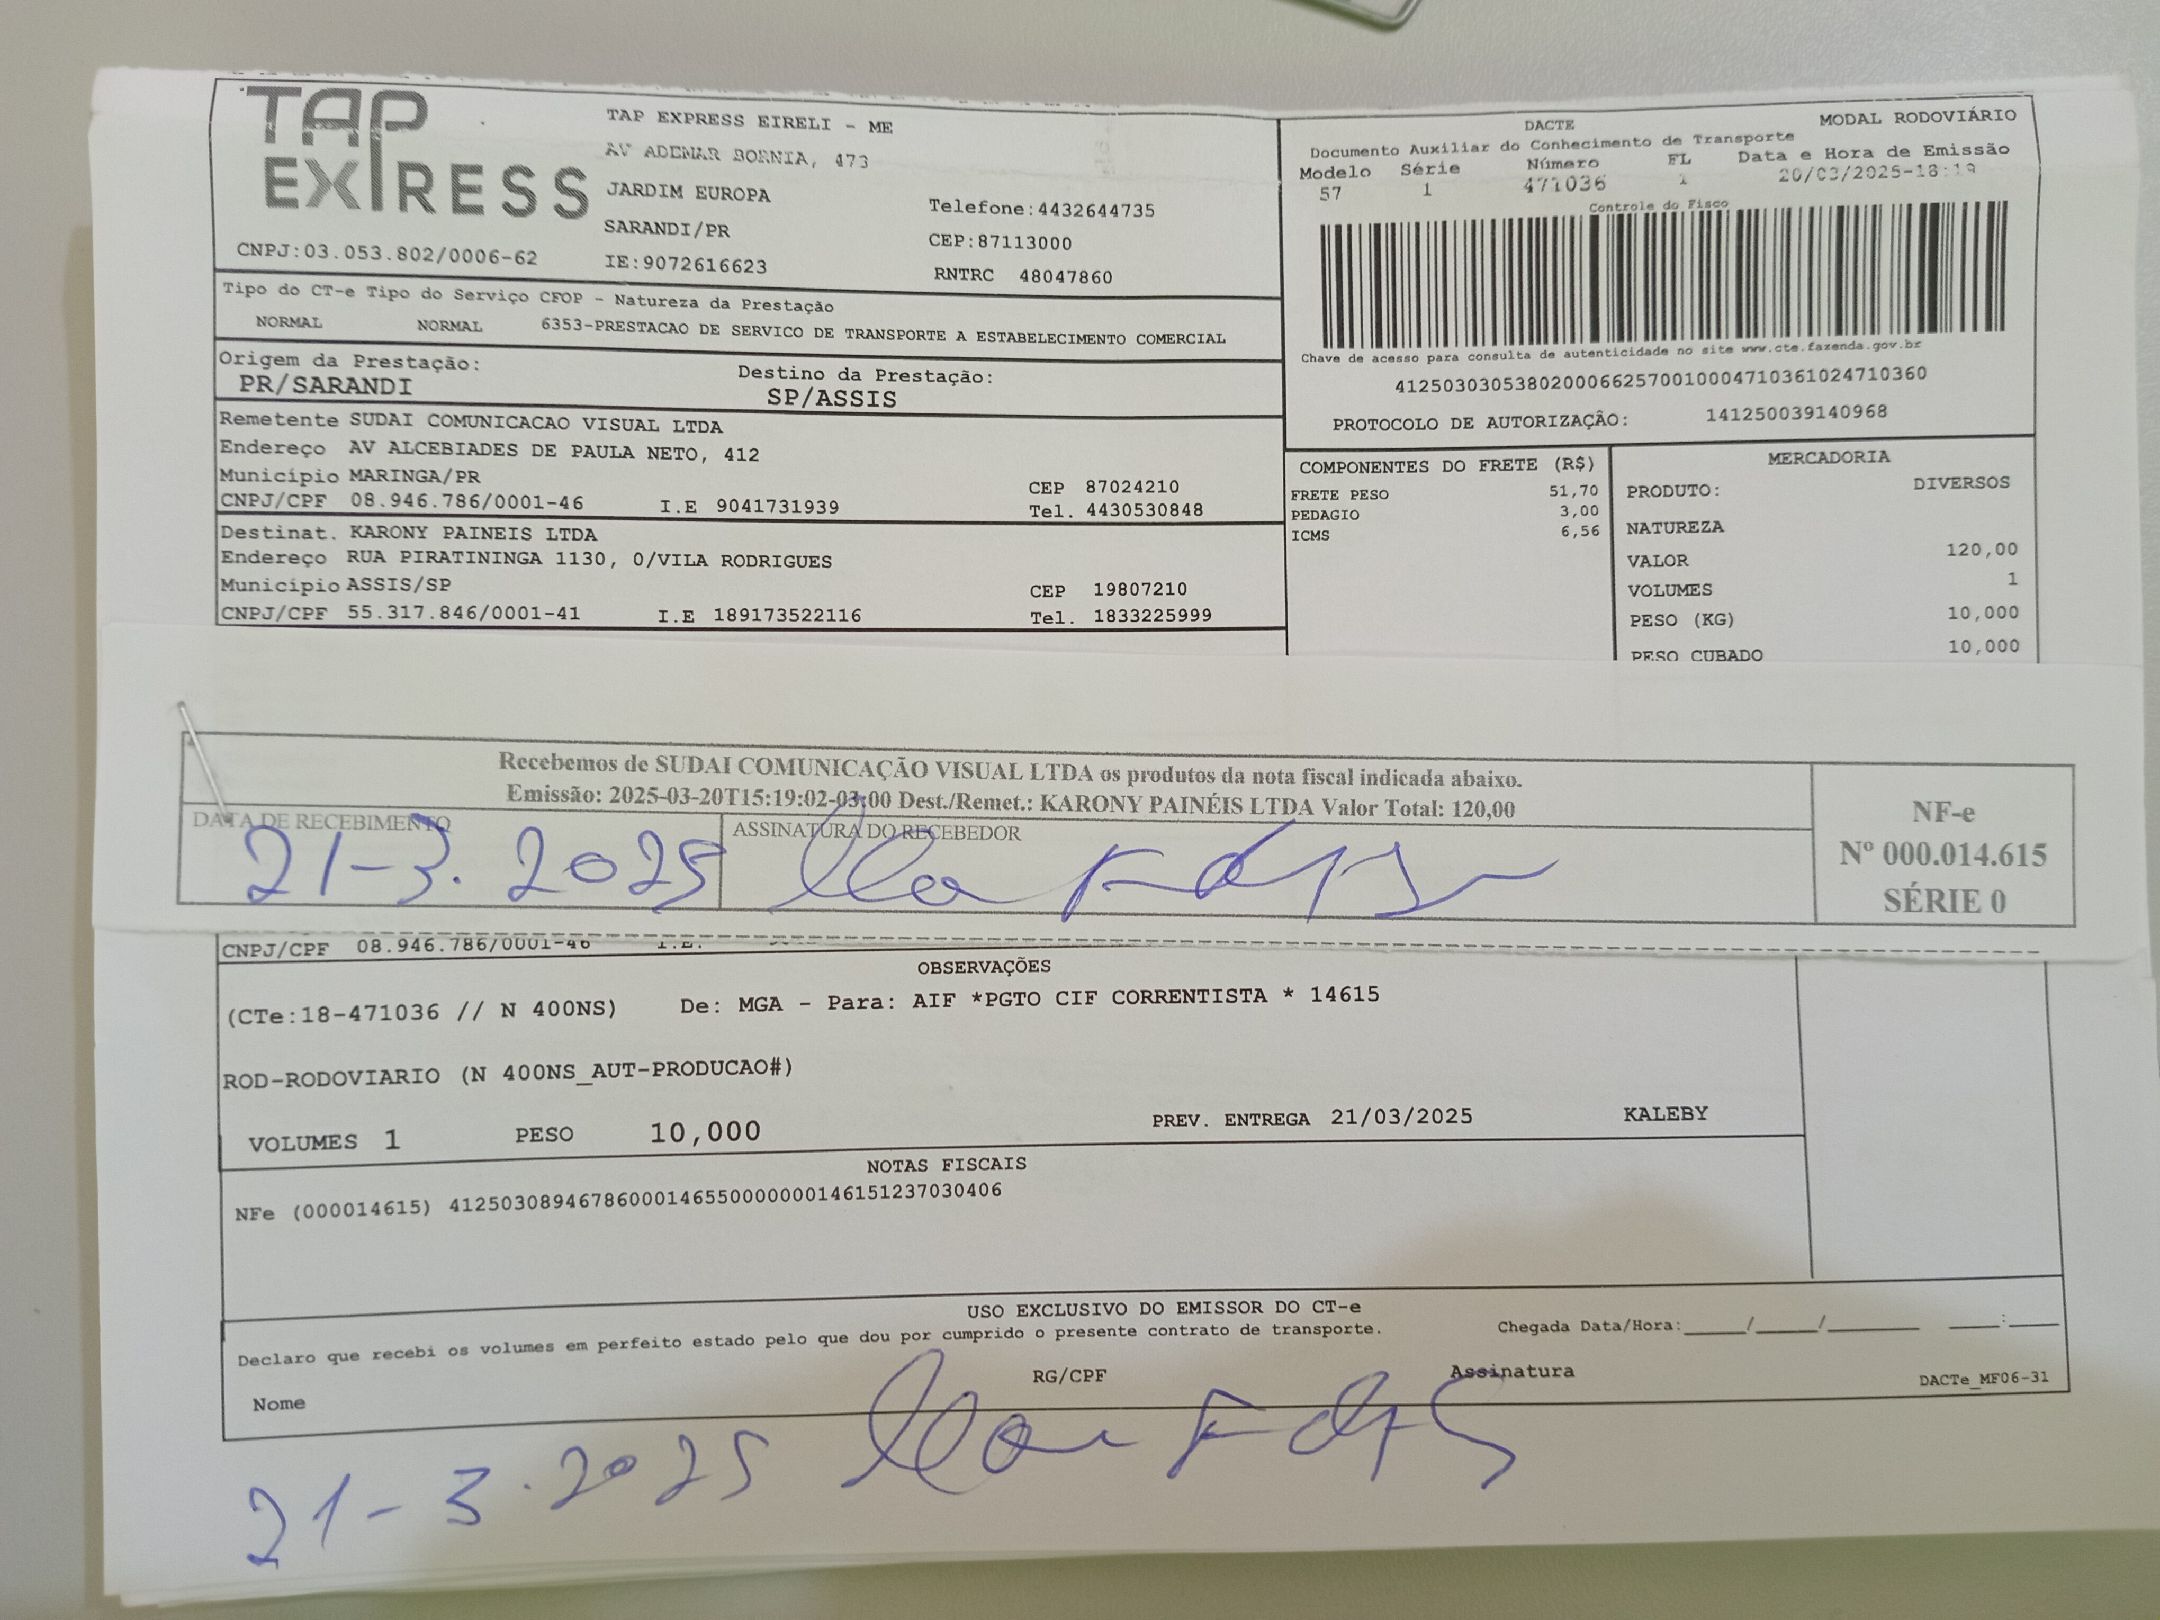 TAP
EXPRESS
CNPJ:03.053.802/0006-62
TAP EXPRESS EIRELI - ME
AV ADEMAR BORNIA, 473
JARDIM EUROPA
SARANDI/PR
IE:9072616623
Telefone:4432644735
CEP:87113000
RNTRC 48047860
DACTE
MODAL RODOVIÁRIO
Documento Auxiliar do Conhecimento de Transporte
Modelo Série Número FL Data e Hora de Emissão
57 1 471036 1 20/03/2025-18:19
Controle do Fisco
Chave de acesso para consulta de autenticidade no site www.cte.fazenda.gov.br
41250303053802000662570010004710361024710360
PROTOCOLO DE AUTORIZAÇÃO: 141250039140968
Tipo do CT-e Tipo do Serviço CFOP - Natureza da Prestação
NORMAL NORMAL 6353-PRESTACAO DE SERVICO DE TRANSPORTE A ESTABELECIMENTO COMERCIAL
Origem da Prestação:
PR/SARANDI
Destino da Prestação:
SP/ASSIS
Remetente SUDAI COMUNICACAO VISUAL LTDA
Endereço AV ALCEBIADES DE PAULA NETO, 412
Município MARINGA/PR CEP 87024210
CNPJ/CPF 08.946.786/0001-46 I.E 9041731939 Tel. 4430530848
Destinat. KARONY PAINEIS LTDA
Endereço RUA PIRATININGA 1130, 0/VILA RODRIGUES
Município ASSIS/SP CEP 19807210
CNPJ/CPF 55.317.846/0001-41 I.E 189173522116 Tel. 1833225999
COMPONENTES DO FRETE (R$)
FRETE PESO 51,70
PEDAGIO 3,00
ICMS 6,56
MERCADORIA
PRODUTO: DIVERSOS
NATUREZA
VALOR 120,00
VOLUMES 1
PESO (KG) 10,000
PESO CUBADO 10,000
Recebemos de SUDAI COMUNICAÇÃO VISUAL LTDA os produtos da nota fiscal indicada abaixo.
Emissão: 2025-03-20T15:19:02-03:00 Dest./Remet.: KARONY PAINÉIS LTDA Valor Total: 120,00
DATA DE RECEBIMENTO
21-3.2025
ASSINATURA DO RECEBEDOR
NF-e
Nº 000.014.615
SÉRIE 0
CNPJ/CPF 08.946.786/0001-46 I.E.
OBSERVAÇÕES
(CTe:18-471036 // N 400NS) De: MGA - Para: AIF *PGTO CIF CORRENTISTA * 14615
ROD-RODOVIARIO (N 400NS_AUT-PRODUCAO#)
VOLUMES 1 PESO 10,000 PREV. ENTREGA 21/03/2025 KALEBY
NOTAS FISCAIS
NFe (000014615) 41250308946786000146550000000146151237030406
USO EXCLUSIVO DO EMISSOR DO CT-e
Declaro que recebi os volumes em perfeito estado pelo que dou por cumprido o presente contrato de transporte.
Chegada Data/Hora:_____/_____/________ ____:____
Nome RG/CPF Assinatura
DACTe_MF06-31
21-3.2025